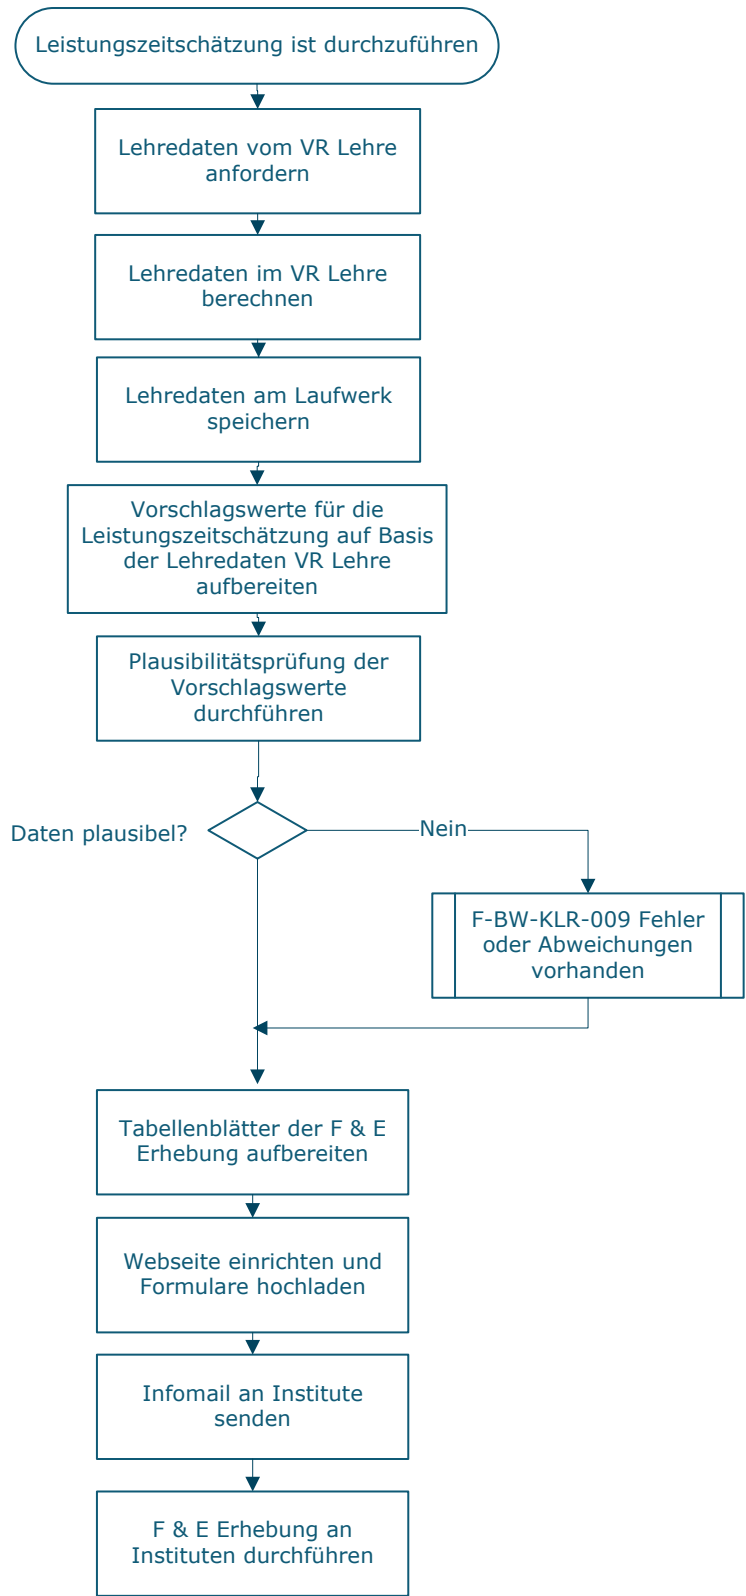 Leistungszeitschätzung ist durchzuführen
Lehredaten vom VR Lehre
anfordern
Lehredaten im VR Lehre
berechnen
Lehredaten am Laufwerk
speichern
Vorschlagswerte für die
Leistungszeitschätzung auf Basis
der Lehredaten VR Lehre
aufbereiten
Plausibilitätsprüfung der
Vorschlagswerte
durchführen
Daten plausibel?
Nein
F-BW-KLR-009 Fehler
oder Abweichungen
vorhanden
Tabellenblätter der F & E
Erhebung aufbereiten
Webseite einrichten und
Formulare hochladen
Infomail an Institute
senden
F & E Erhebung an
Instituten durchführen